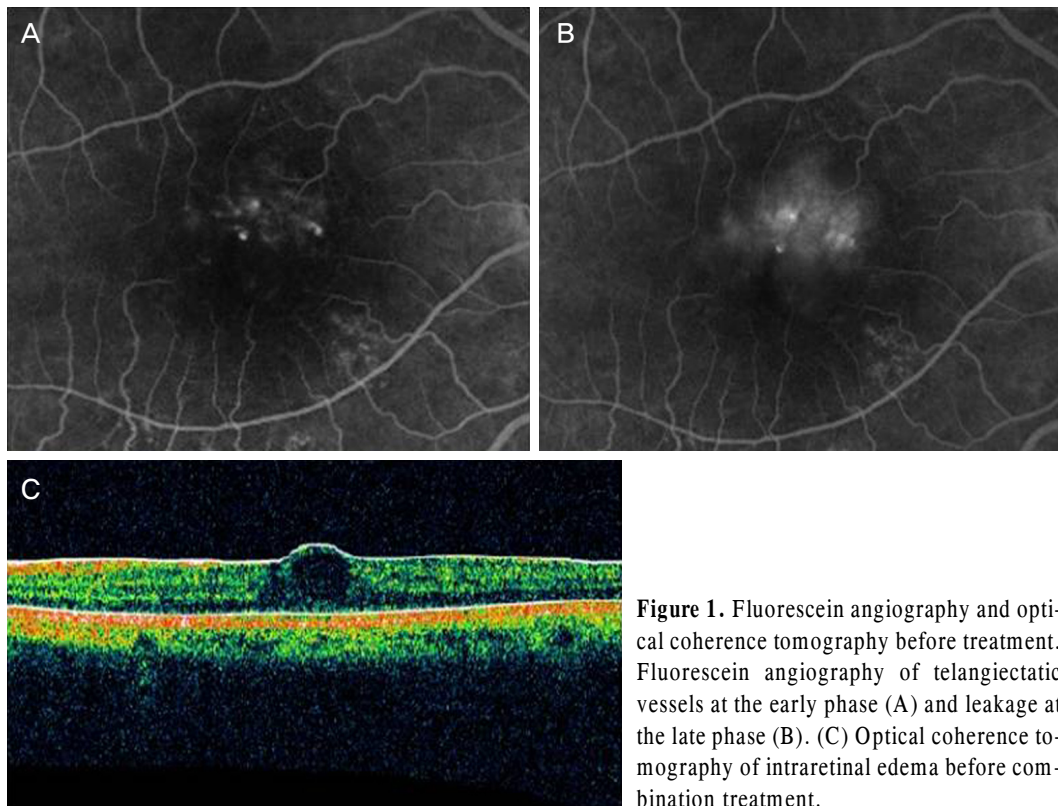 A
B
C
Figure 1. Fluorescein angiography and opti-
cal coherence tomography before treatment.
Fluorescein angiography of telangiectatic
vessels at the early phase (A) and leakage at
the late phase (B). (C) Optical coherence to-
mography of intraretinal edema before com-
bination treatment.